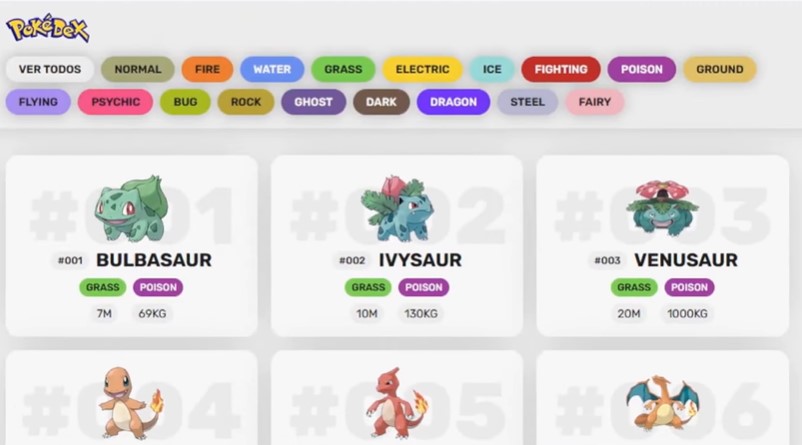 PokéDex
VER TODOS NORMAL FIRE WATER GRASS ELECTRIC ICE FIGHTING POISON GROUND
FLYING PSYCHIC BUG ROCK GHOST DARK DRAGON STEEL FAIRY
#001 #002 #003
#001 BULBASAUR #002 IVYSAUR #003 VENUSAUR
GRASS POISON GRASS POISON GRASS POISON
7M 69KG 10M 130KG 20M 1000KG
#004 #005 #006